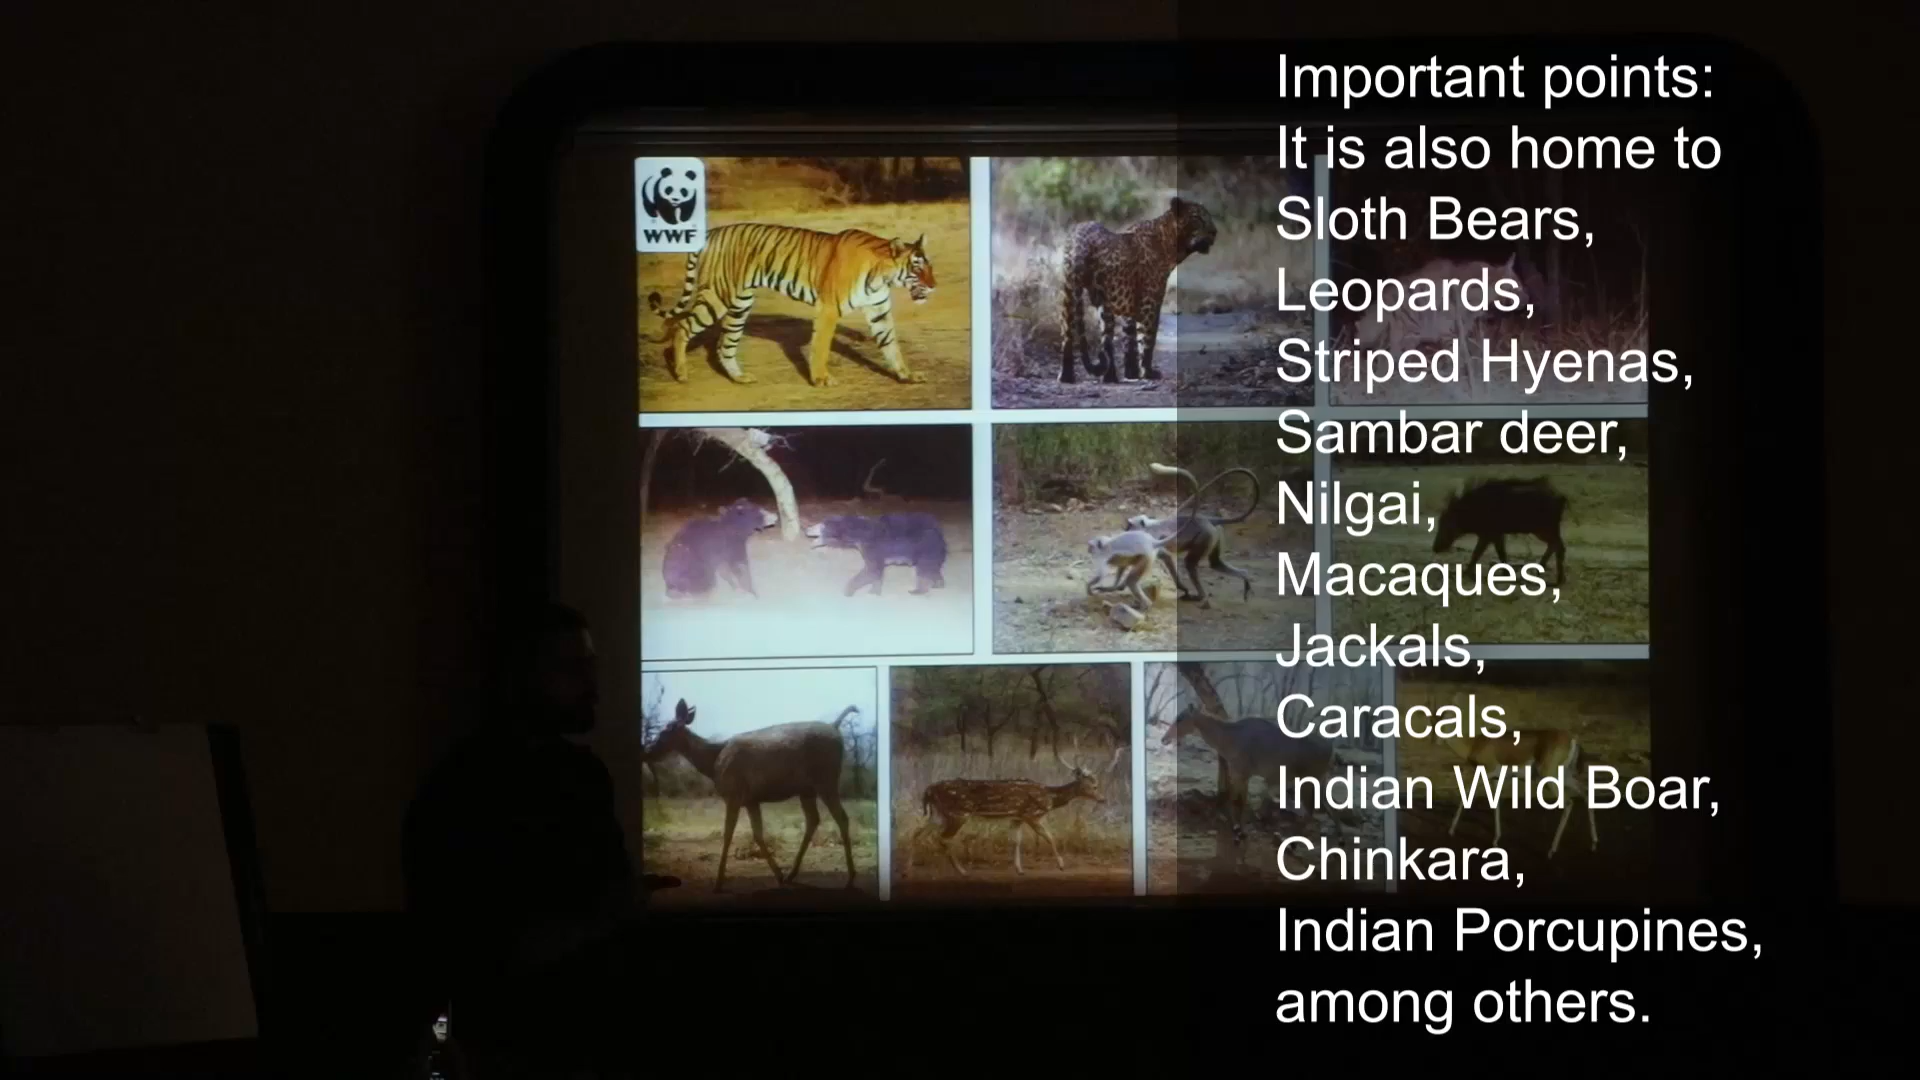 WWF
Important points:
It is also home to
Sloth Bears,
Leopards,
Striped Hyenas,
Sambar deer,
Nilgai,
Macaques,
Jackals,
Caracals,
Indian Wild Boar,
Chinkara,
Indian Porcupines,
among others.